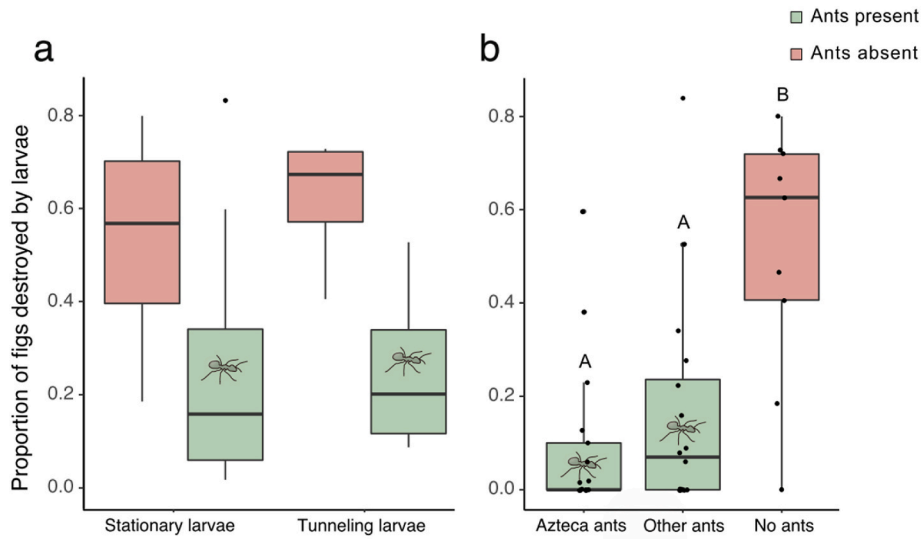 Ants present
Ants absent
a
b
Proportion of figs destroyed by larvae
0.8
0.6
0.4
0.2
0.0
Stationary larvae
Tunneling larvae
0.8
0.6
0.4
0.2
0.0
A
A
B
Azteca ants
Other ants
No ants